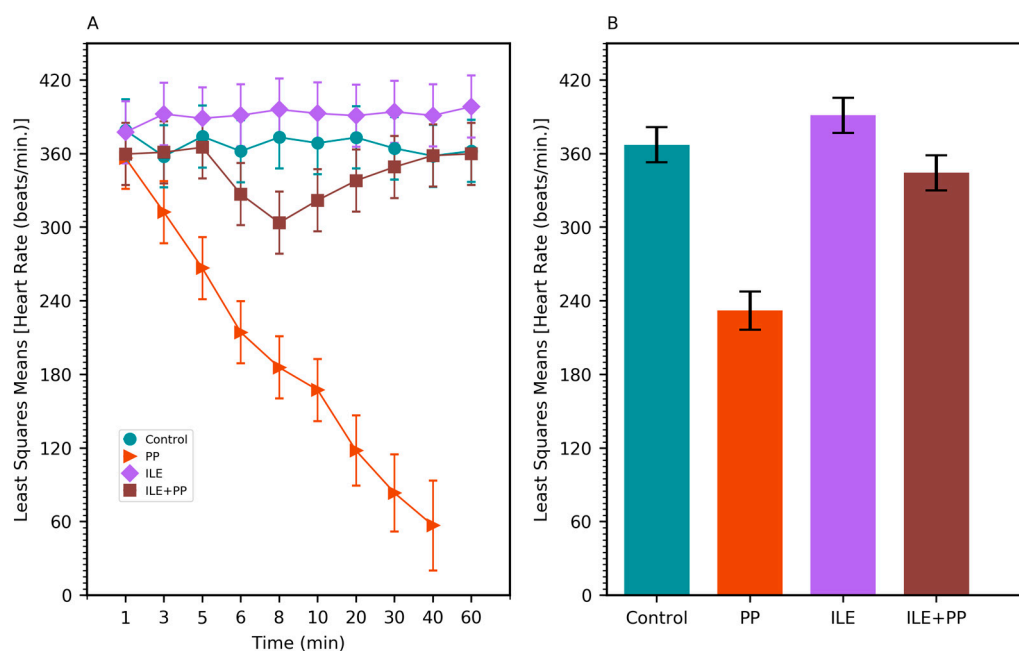 A
Least Squares Means [Heart Rate (beats/min.)]
420
360
300
240
180
120
60
0
Control
PP
ILE
ILE+PP
1 3 5 6 8 10 20 30 40 60
Time (min)
B
Least Squares Means [Heart Rate (beats/min.)]
420
360
300
240
180
120
60
0
Control PP ILE ILE+PP